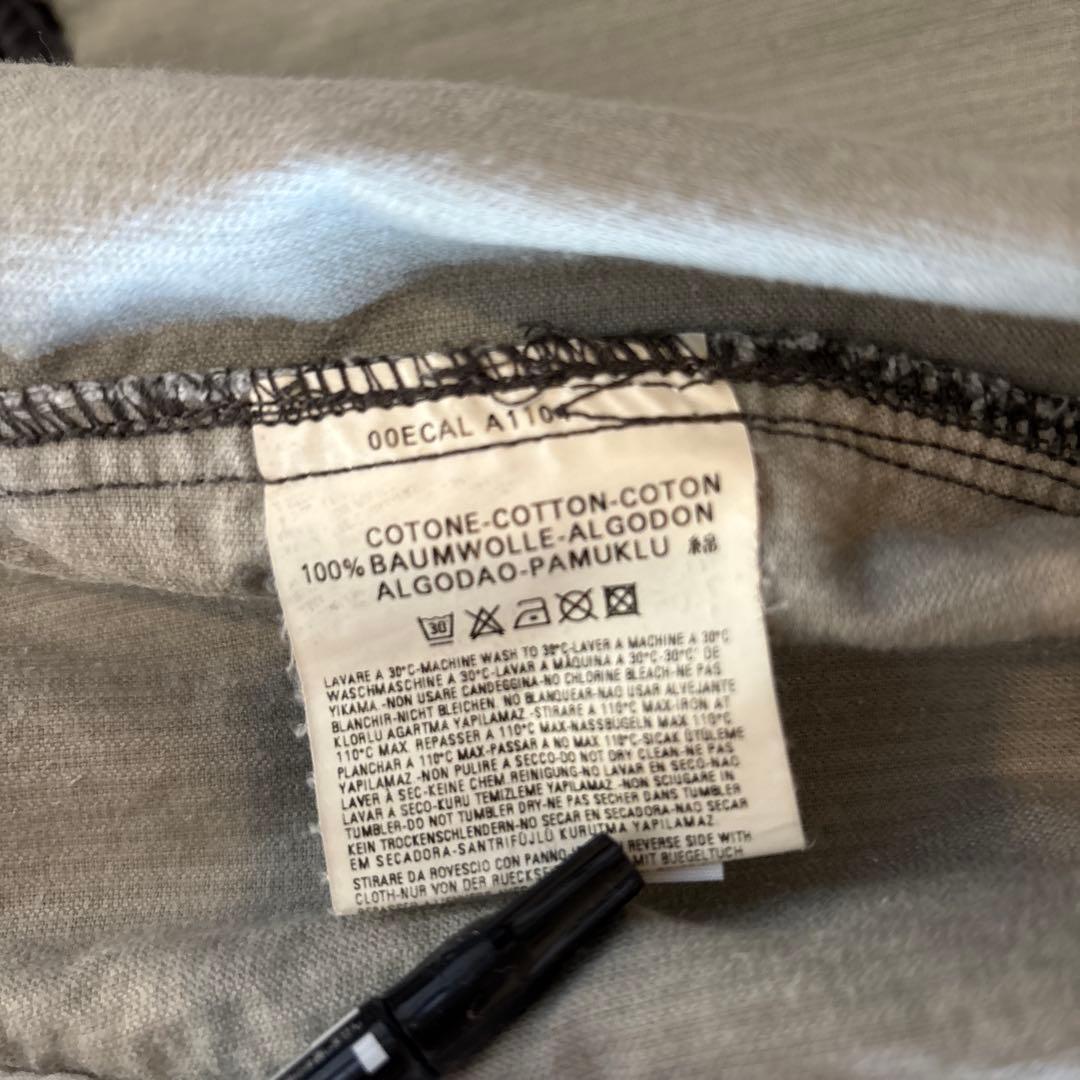 00ECAL A1104
COTONE-COTTON-COTON
100% BAUMWOLLE-ALGODON
ALGODAO-PAMUKLU 綿
30
LAVARE A 30°C-MACHINE WASH TO 30°C-LAVER A MACHINE A 30°C
WASCHMASCHINE A 30°C-LAVAR A MÁQUINA A 30°C-30°C' DE
YIKAMA.-NON USARE CANDEGGINA-NO CHLORINE BLEACH-NE PAS
BLANCHIR-NICHT BLEICHEN. NO BLANQUEAR-NAO USAR ALVEJANTE
KLORLU AGARTMA YAPILAMAZ.-STIRARE A 110°C MAX-IRON AT
110°C MAX. REPASSER A 110°C MAX-NASSBUGELN MAX 110°C
PLANCHAR A 110°C MAX-PASSAR A NO MAX 110°C-SICAK ÜTÜLEME
YAPILAMAZ.-NON PULIRE A SECCO-DO NOT DRY CLEAN-NE PAS
LAVER À SEC-KEINE CHEM.REINIGUNG-NO LAVAR EN SECO-NAO
LAVAR À SECO-KURU TEMIZLEME YAPILAMAZ.-NON SCIUGARE IN
TUMBLER-DO NOT TUMBLER DRY-NE PAS SECHER DANS TUMBLER
KEIN TROCKENSCHLENDERN-NO SECAR EN SECADORA-NAO SECAR
EM SECADORA-SANTRIFÜJLÜ KURUTMA YAPILAMAZ.
STIRARE DA ROVESCIO CON PANNO- REVERSE SIDE WITH
CLOTH-NUR VON DER MIT BUEGELTUCH